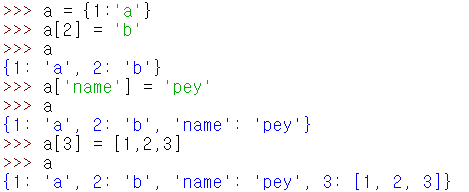 >>> a = {1:'a'}
>>> a[2] = 'b'
>>> a
{1: 'a', 2: 'b'}
>>> a['name'] = 'pey'
>>> a
{1: 'a', 2: 'b', 'name': 'pey'}
>>> a[3] = [1,2,3]
>>> a
{1: 'a', 2: 'b', 'name': 'pey', 3: [1, 2, 3]}